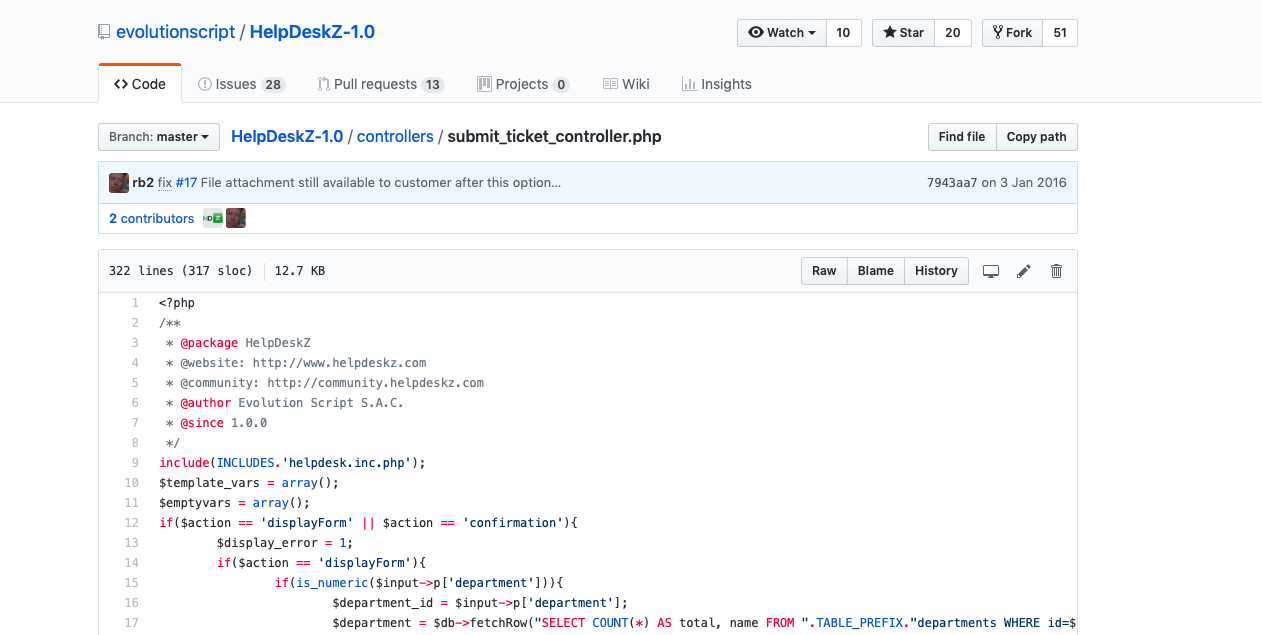 evolutionscript / HelpDeskZ-1.0
Watch 10 Star 20 Fork 51
Code Issues 28 Pull requests 13 Projects 0 Wiki Insights
Branch: master HelpDeskZ-1.0 / controllers / submit_ticket_controller.php Find file Copy path
rb2 fix #17 File attachment still available to customer after this option... 7943aa7 on 3 Jan 2016
2 contributors
322 lines (317 sloc) 12.7 KB Raw Blame History
1 <?php
2 /**
3 * @package HelpDeskZ
4 * @website: http://www.helpdeskz.com
5 * @community: http://community.helpdeskz.com
6 * @author Evolution Script S.A.C.
7 * @since 1.0.0
8 */
9 include(INCLUDES.'helpdesk.inc.php');
10 $template_vars = array();
11 $emptyvars = array();
12 if($action == 'displayForm' || $action == 'confirmation'){
13 $display_error = 1;
14 if($action == 'displayForm'){
15 if(is_numeric($input->p['department'])){
16 $department_id = $input->p['department'];
17 $department = $db->fetchRow("SELECT COUNT(*) AS total, name FROM ".TABLE_PREFIX."departments WHERE id=$